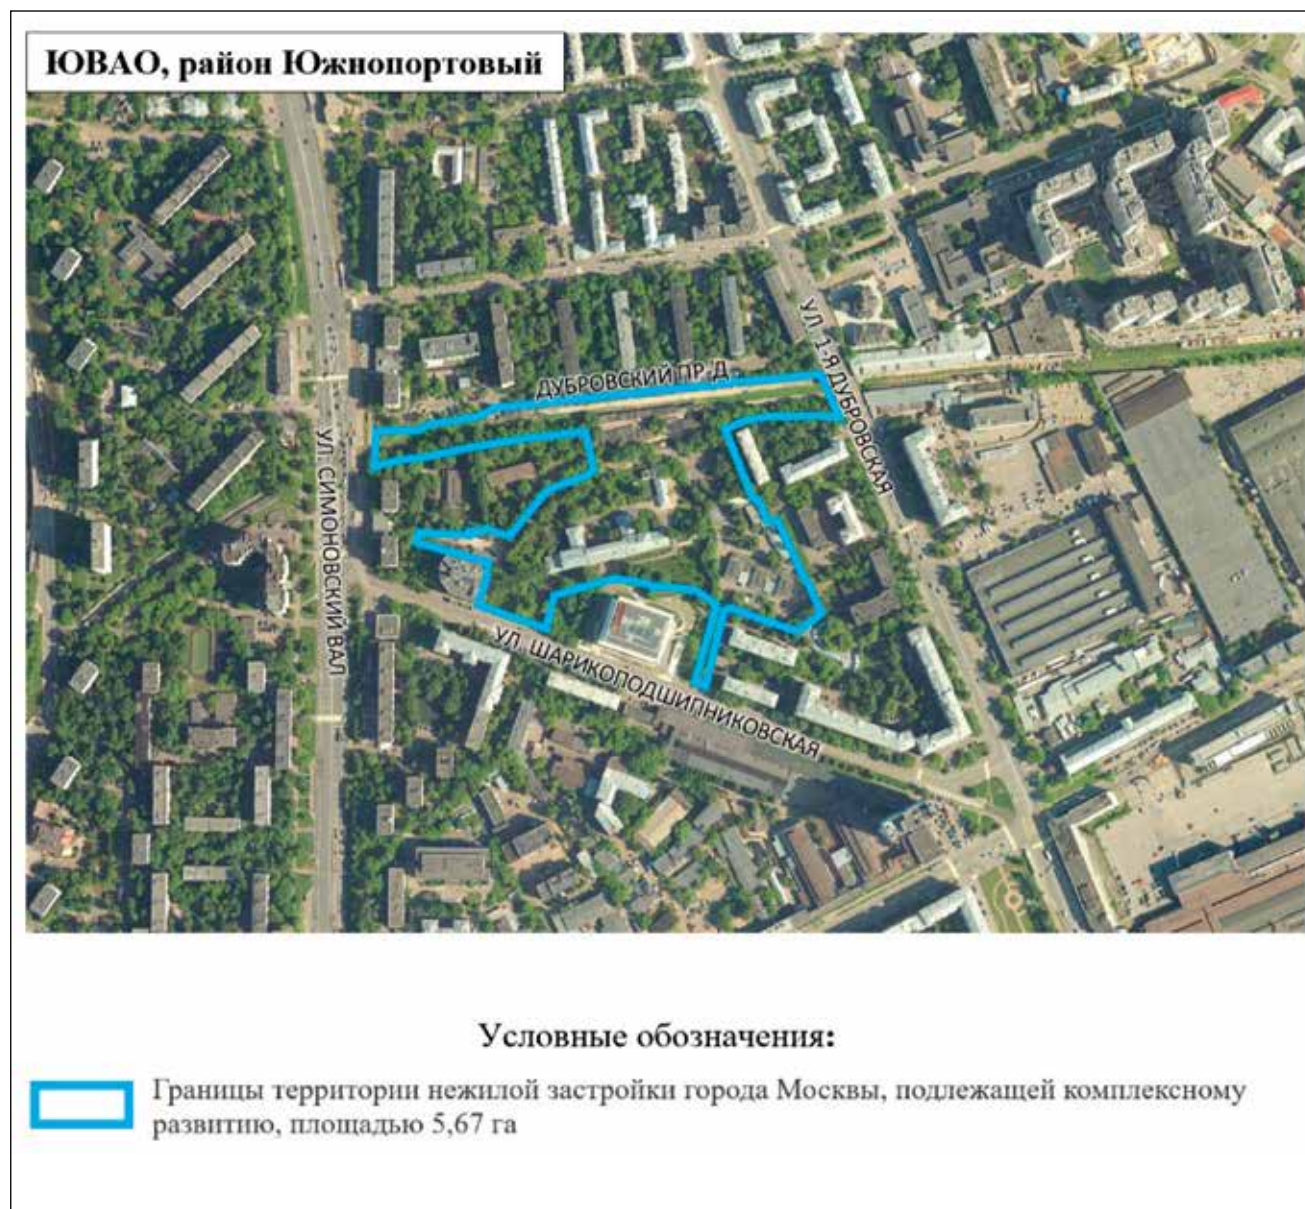 ЮВАО, район Южнопортовый
ДУБРОВСКИЙ ПР-Д
УЛ. 1-Я ДУБРОВСКАЯ
УЛ. СИМОНОВСКИЙ ВАЛ
УЛ. ШАРИКОПОДШИПНИКОВСКАЯ
Условные обозначения:
Границы территории нежилой застройки города Москвы, подлежащей комплексному
развитию, площадью 5,67 га